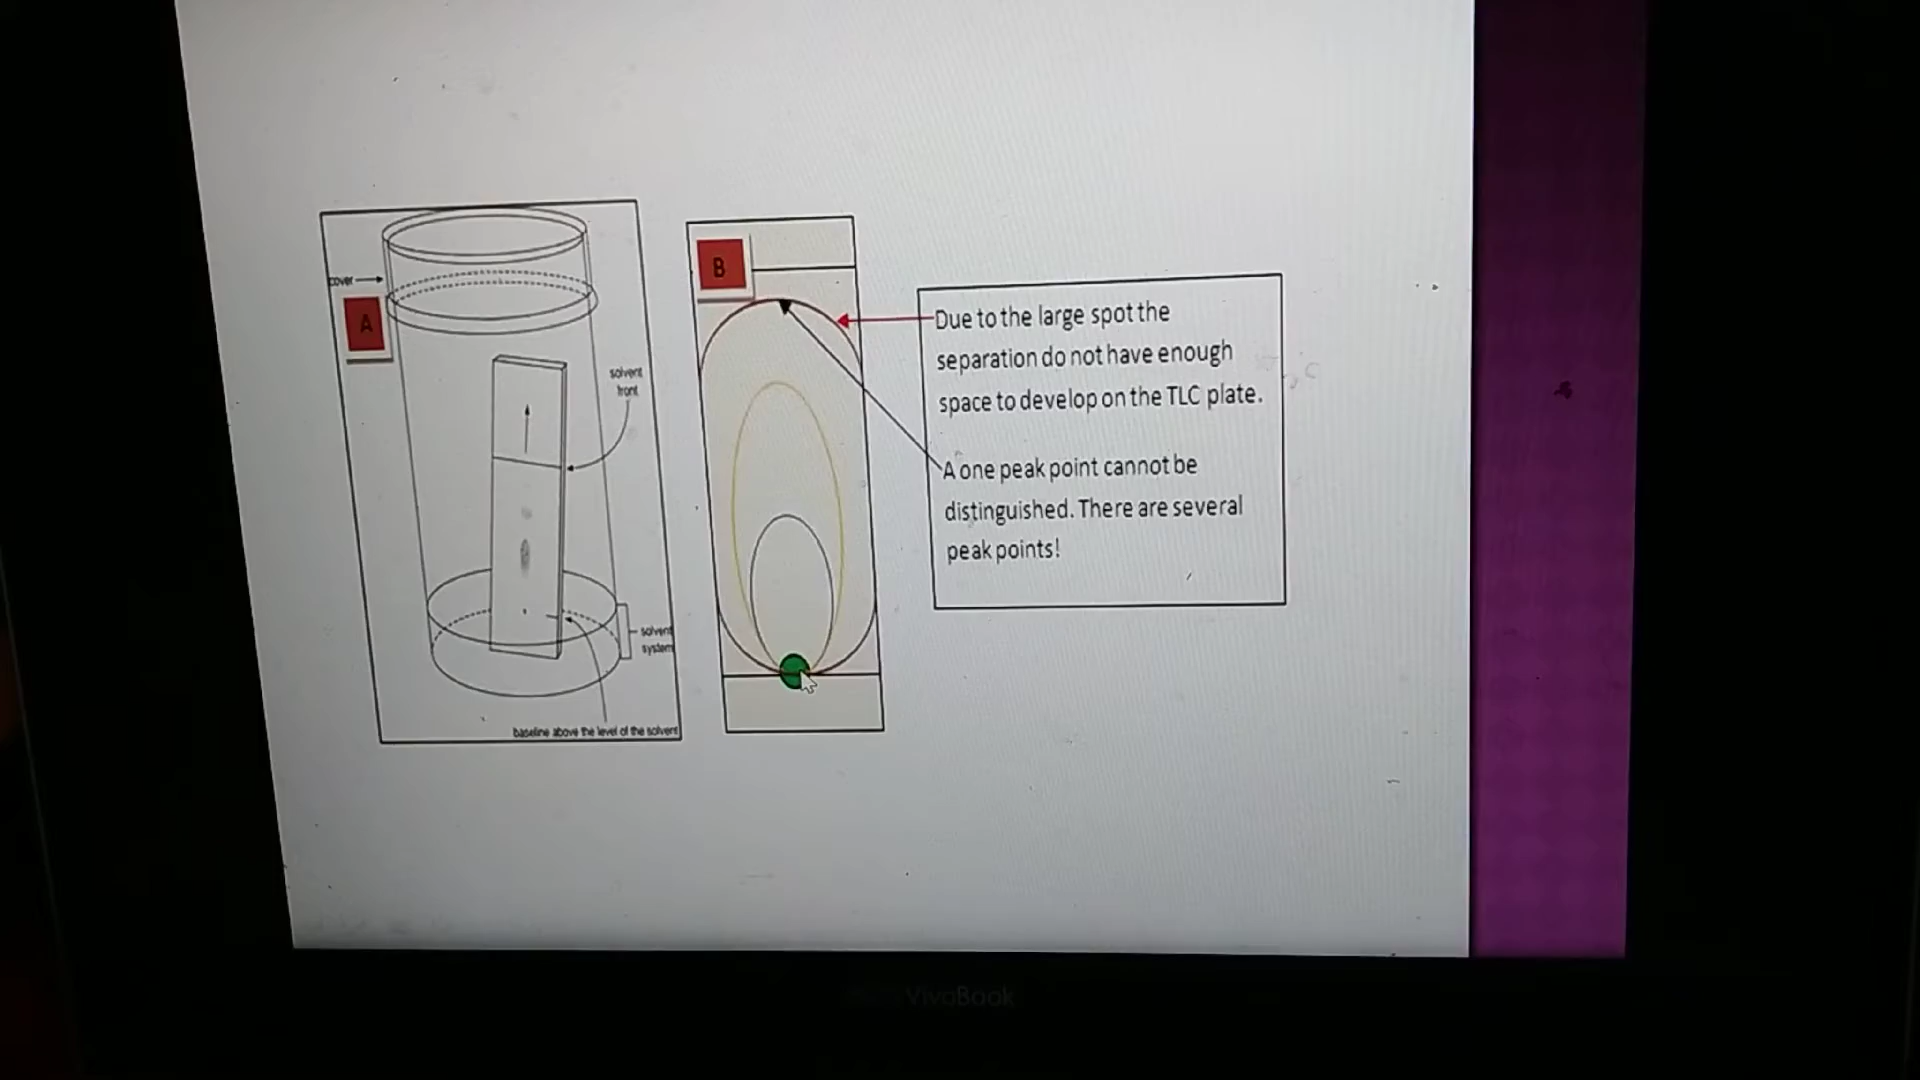 cover
A
solvent
front
solvent
system
baseline above the level of the solvent
B
Due to the large spot the
separation do not have enough
space to develop on the TLC plate.
A one peak point cannot be
distinguished. There are several
peak points!
VivoBook